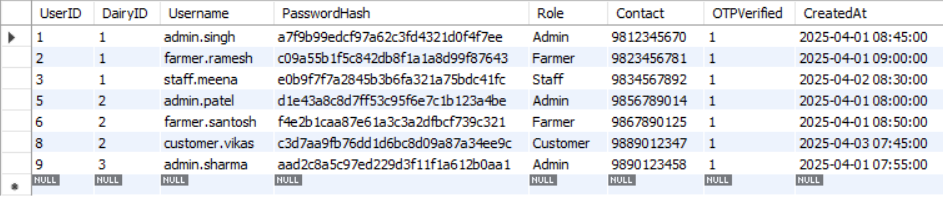 UserID DairyID Username PasswordHash Role Contact OTPVerified CreatedAt
1 1 admin.singh a7f9b99edcf97a62c3fd4321d0f4f7ee Admin 9812345670 1 2025-04-01 08:45:00
2 1 farmer.ramesh c09a55b1f5c842db8f1a1a8d99f87643 Farmer 9823456781 1 2025-04-01 09:00:00
3 1 staff.meena e0b9f7f7a2845b3b6fa321a75bdc41fc Staff 9834567892 1 2025-04-02 08:30:00
5 2 admin.patel d1e43a8c8d7ff53c95f6e7c1b123a4be Admin 9856789014 1 2025-04-01 08:00:00
6 2 farmer.santosh f4e2b1caa87e61a3c3a2dfbcf739c321 Farmer 9867890125 1 2025-04-01 08:50:00
8 2 customer.vikas c3d7aa9fb76dd1d6bc8d09a87a34ee9c Customer 9889012347 1 2025-04-03 07:45:00
9 3 admin.sharma aad2c8a5c97ed229d3f11f1a612b0aa1 Admin 9890123458 1 2025-04-01 07:55:00
NULL NULL NULL NULL NULL NULL NULL NULL